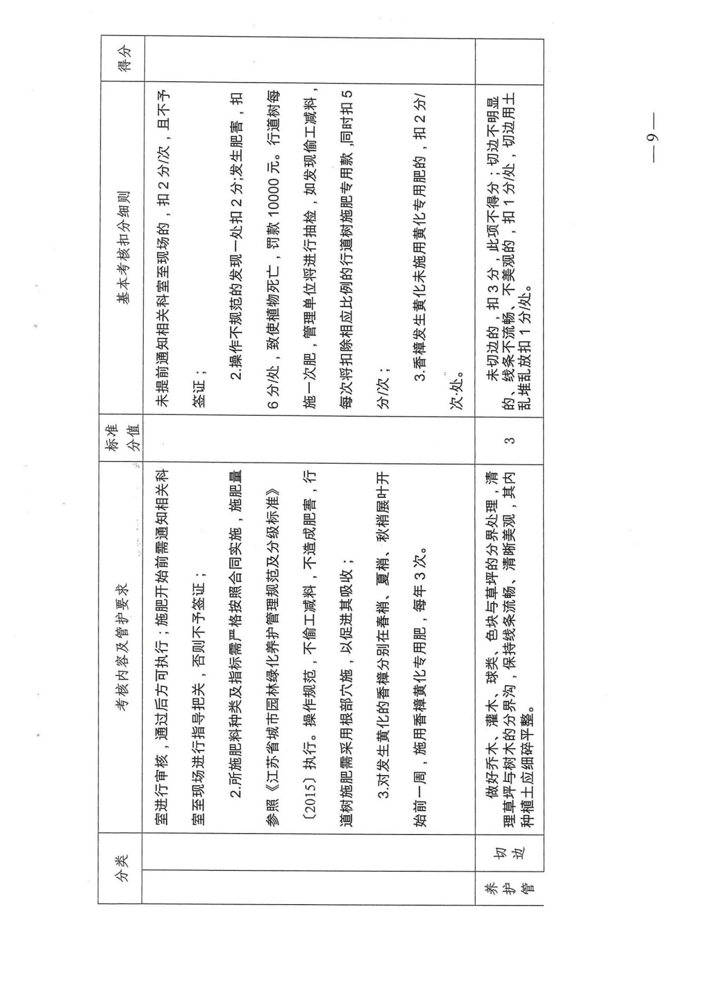 分类
考核内容及管护要求
标准
分值
基本考核扣分细则
得分
室进行审核，通过后方可执行；施肥开始前需通知相关科
室至现场进行指导把关，否则不予签证；
2.所施肥料种类及指标需严格按照合同实施，施肥量
参照《江苏省城市园林绿化养护管理规范及分级标准》
〔2015〕执行。操作规范，不偷工减料，不造成肥害，行
道树施肥需采用根部穴施，以促进其吸收；
3.对发生黄化的香樟分别在春梢、夏梢、秋梢展叶开
始前一周，施用香樟黄化专用肥，每年 3 次。
未提前通知相关科室至现场的，扣 2 分/次，且不予
签证；
2.操作不规范的发现一处扣 2 分;发生肥害，扣
6 分/处，致使植物死亡，罚款 10000 元。行道树每
施一次肥，管理单位将进行抽检，如发现偷工减料，
每次将扣除相应比例的行道树施肥专用款,同时扣 5
分/次；
3.香樟发生黄化未施用黄化专用肥的，扣 2 分/
次·处。
养
护
管
切
边
做好乔木、灌木、球类、色块与草坪的分界处理，清
理草坪与树木的分界沟，保持线条流畅、清晰美观，其内
种植土应细碎平整。
3
未切边的，扣 3 分，此项不得分；切边不明显
的、线条不流畅、不美观的，扣 1 分/处，切边用土
乱堆乱放扣 1 分/处。
—9—